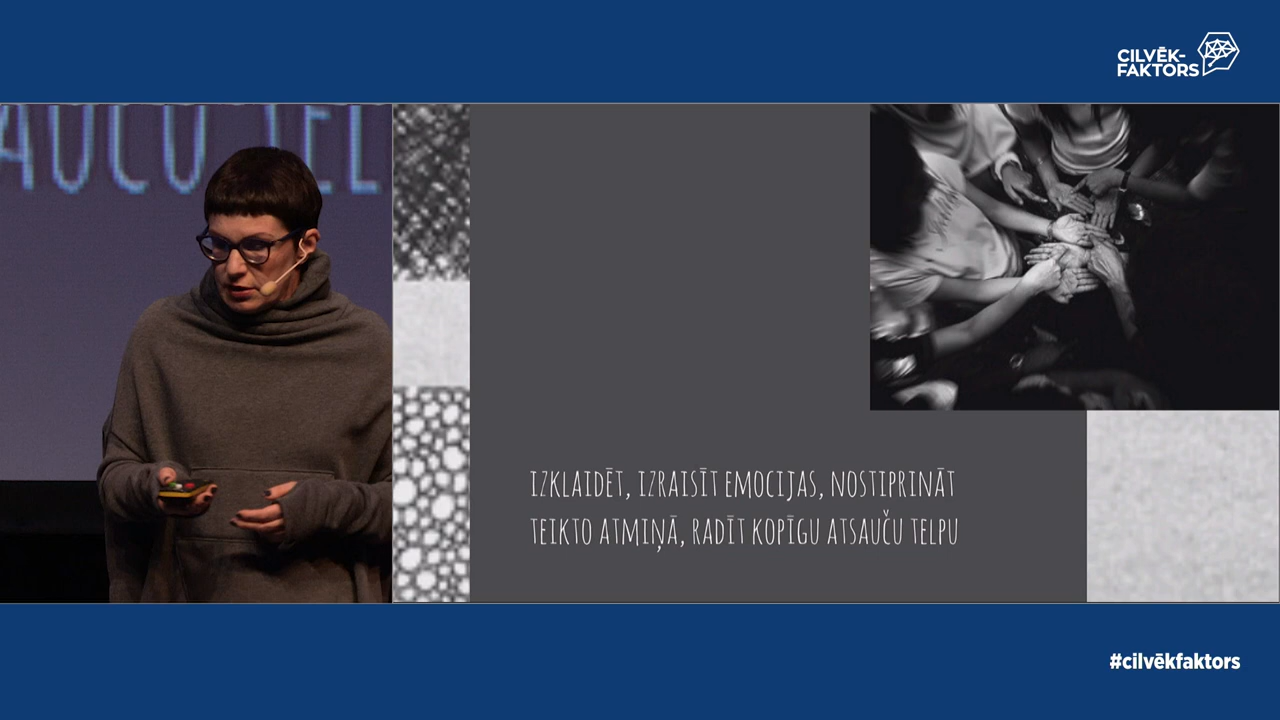 CILVĒK-
FAKTORS
IZKLAIDĒT, IZRAISĪT EMOCIJAS, NOSTIPRINĀT
TEIKTO ATMIŅĀ, RADĪT KOPĪGU ATSAUČU TELPU
#cilvēkfaktors